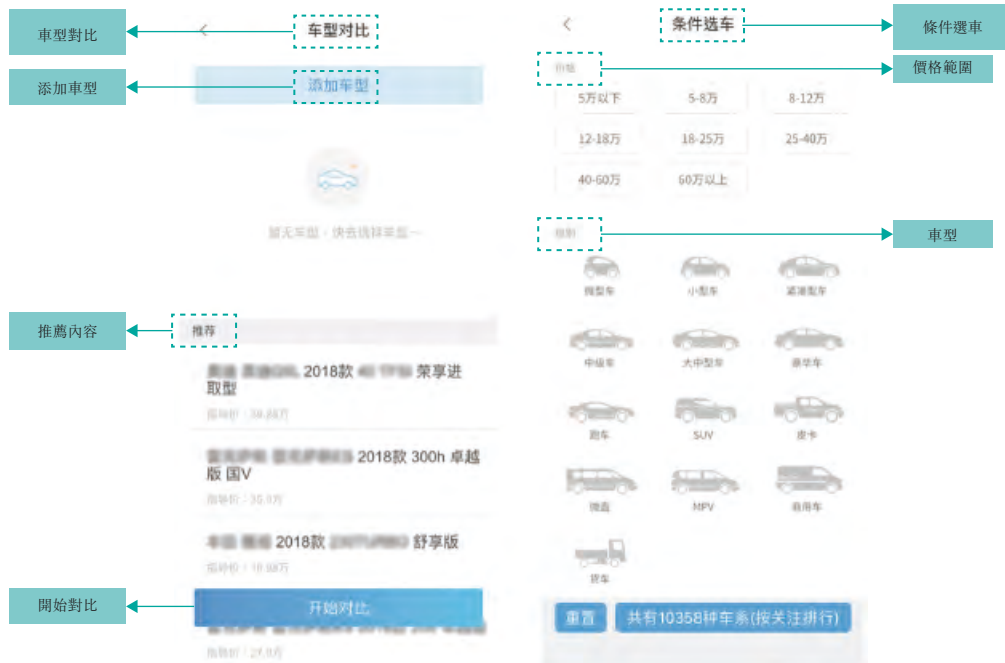 車型對比
车型对比
添加車型
添加车型
暂无车型，快去选择车型~
推薦內容
推荐
2018款
荣享进
取型
2018款 300h 卓越
版 国V
2018款
舒享版
開始對比
开始对比
条件选车
條件選車
价格
價格範圍
5万以下
5-8万
8-12万
12-18万
18-25万
25-40万
40-60万
60万以上
级别
車型
微型车
小型车
紧凑型车
中级车
大中型车
豪华车
跑车
SUV
皮卡
微面
MPV
商用车
货车
重置
共有10358种车系(按关注排行)